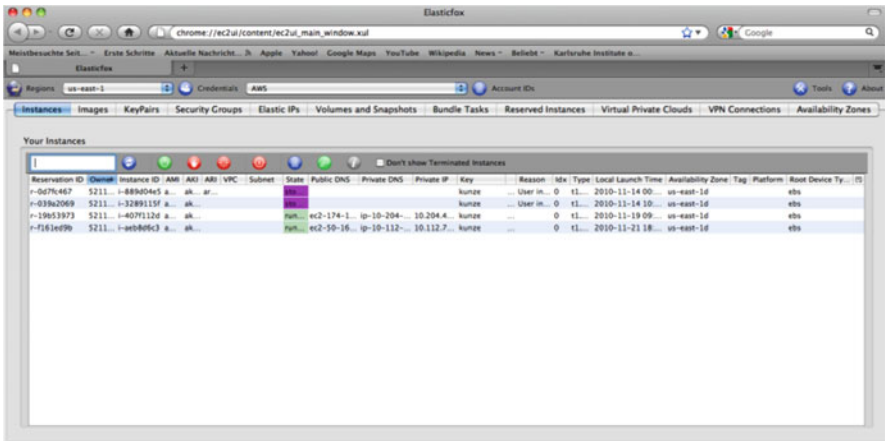 Elasticfox
chrome://ec2ui/content/ec2ui_main_window.xul
Google
Meistbesuchte Seit... Erste Schritte Aktuelle Nachricht... Apple Yahoo! Google Maps YouTube Wikipedia News Beliebt Karlsruhe Institute o...
Elasticfox
Regions us-east-1 Credentials AWS Account IDs Tools About
Instances Images KeyPairs Security Groups Elastic IPs Volumes and Snapshots Bundle Tasks Reserved Instances Virtual Private Clouds VPN Connections Availability Zones
Your Instances
Don't show Terminated Instances
Reservation ID Owner Instance ID AMI AKI ARI VPC Subnet State Public DNS Private DNS Private IP Key Reason Idx Type Local Launch Time Availability Zone Tag Platform Root Device Ty...
r-0d7fc467 5211... i-889d04e5 a... ak... ar... sto... kunze ... User in... 0 t1.... 2010-11-14 00:... us-east-1d ebs
r-039a2069 5211... i-3289115f a... ak... sto... kunze ... User in... 0 t1.... 2010-11-14 10:... us-east-1d ebs
r-19b53973 5211... i-407f112d a... ak... run... ec2-174-1... ip-10-204-... 10.204.4... kunze ... 0 t1.... 2010-11-19 09:... us-east-1d ebs
r-f161ed9b 5211... i-aeb8d6c3 a... ak... run... ec2-50-16... ip-10-112-... 10.112.7... kunze ... 0 t1.... 2010-11-21 18:... us-east-1d ebs